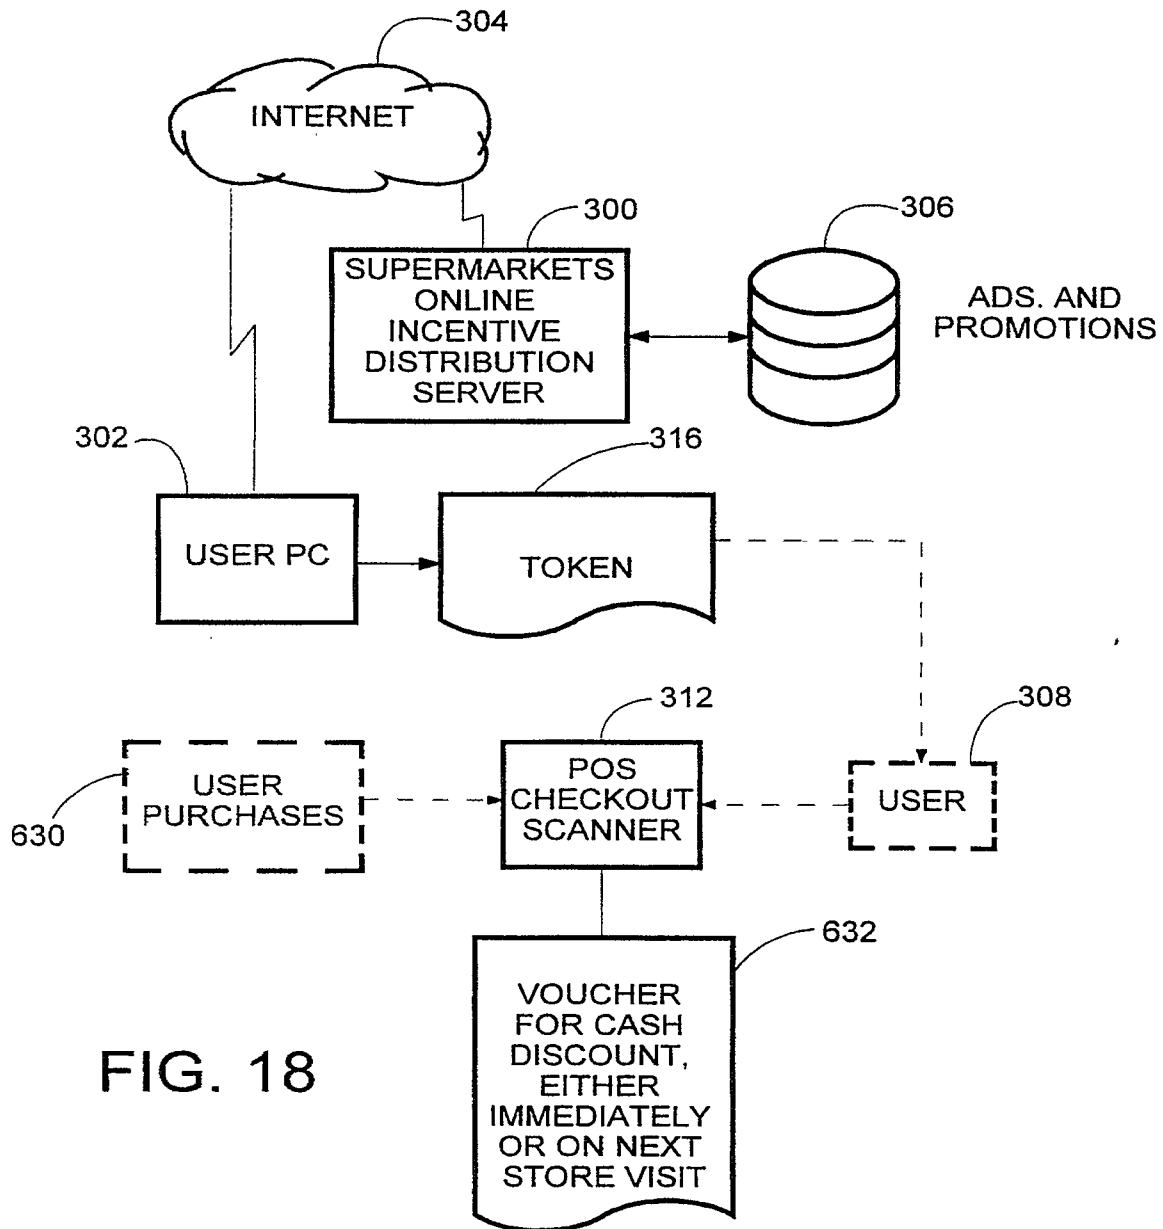 304
INTERNET
300
306
SUPERMARKETS
ONLINE
INCENTIVE
DISTRIBUTION
SERVER
ADS. AND
PROMOTIONS
302
316
USER PC
TOKEN
312
308
630
USER
PURCHASES
POS
CHECKOUT
SCANNER
USER
632
VOUCHER
FOR CASH
DISCOUNT,
EITHER
IMMEDIATELY
OR ON NEXT
STORE VISIT
FIG. 18